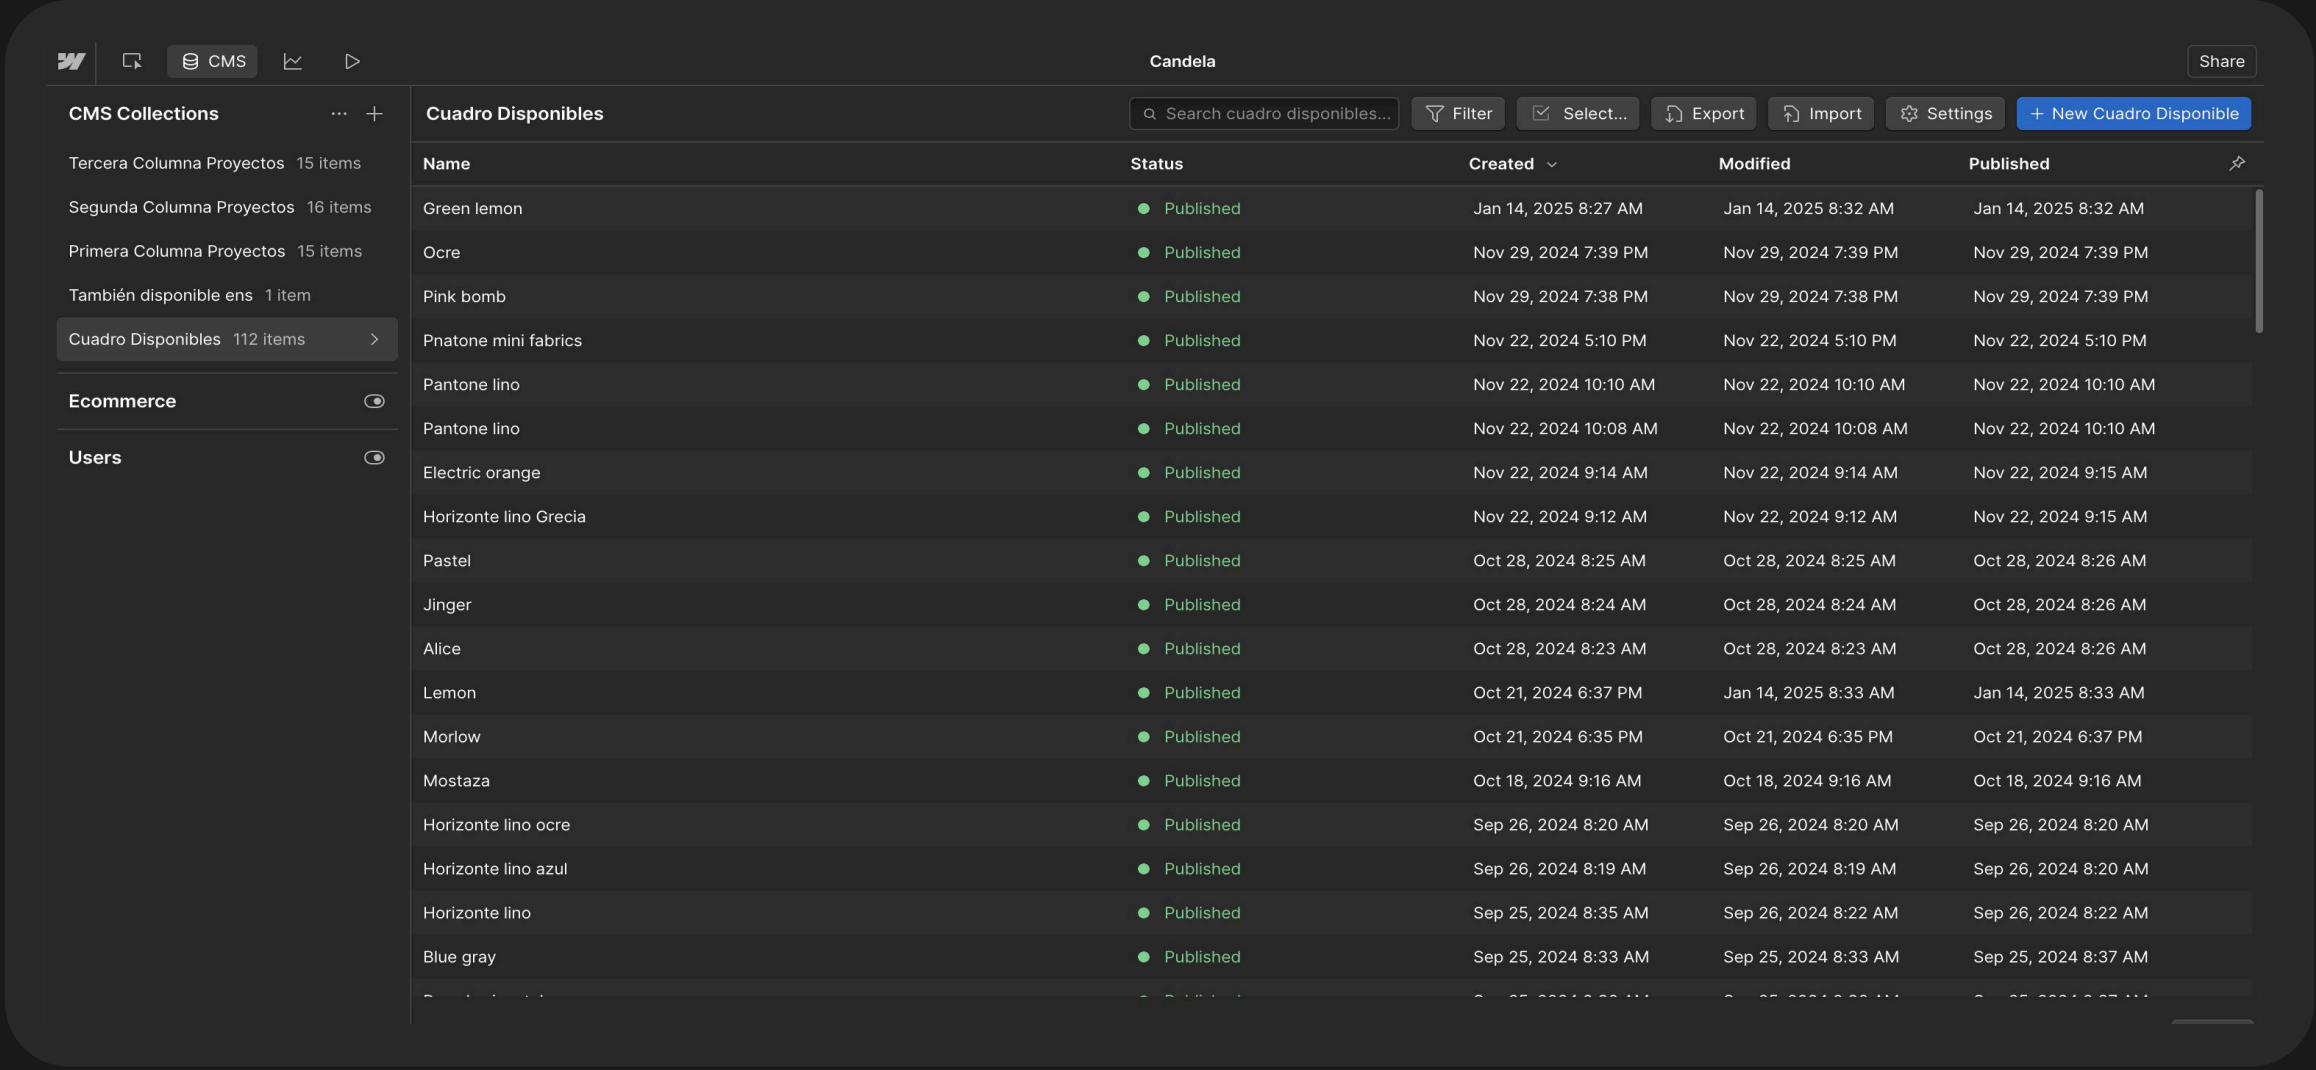 CMS
Candela
Share
CMS Collections
Tercera Columna Proyectos 15 items
Segunda Columna Proyectos 16 items
Primera Columna Proyectos 15 items
También disponible ens 1 item
Cuadro Disponibles 112 items
Ecommerce
Users
Cuadro Disponibles
Search cuadro disponibles...
Filter
Select...
Export
Import
Settings
+ New Cuadro Disponible
Name Status Created Modified Published
Green lemon Published Jan 14, 2025 8:27 AM Jan 14, 2025 8:32 AM Jan 14, 2025 8:32 AM
Ocre Published Nov 29, 2024 7:39 PM Nov 29, 2024 7:39 PM Nov 29, 2024 7:39 PM
Pink bomb Published Nov 29, 2024 7:38 PM Nov 29, 2024 7:38 PM Nov 29, 2024 7:39 PM
Pnatone mini fabrics Published Nov 22, 2024 5:10 PM Nov 22, 2024 5:10 PM Nov 22, 2024 5:10 PM
Pantone lino Published Nov 22, 2024 10:10 AM Nov 22, 2024 10:10 AM Nov 22, 2024 10:10 AM
Pantone lino Published Nov 22, 2024 10:08 AM Nov 22, 2024 10:08 AM Nov 22, 2024 10:10 AM
Electric orange Published Nov 22, 2024 9:14 AM Nov 22, 2024 9:14 AM Nov 22, 2024 9:15 AM
Horizonte lino Grecia Published Nov 22, 2024 9:12 AM Nov 22, 2024 9:12 AM Nov 22, 2024 9:15 AM
Pastel Published Oct 28, 2024 8:25 AM Oct 28, 2024 8:25 AM Oct 28, 2024 8:26 AM
Jinger Published Oct 28, 2024 8:24 AM Oct 28, 2024 8:24 AM Oct 28, 2024 8:26 AM
Alice Published Oct 28, 2024 8:23 AM Oct 28, 2024 8:23 AM Oct 28, 2024 8:26 AM
Lemon Published Oct 21, 2024 6:37 PM Jan 14, 2025 8:33 AM Jan 14, 2025 8:33 AM
Morlow Published Oct 21, 2024 6:35 PM Oct 21, 2024 6:35 PM Oct 21, 2024 6:37 PM
Mostaza Published Oct 18, 2024 9:16 AM Oct 18, 2024 9:16 AM Oct 18, 2024 9:16 AM
Horizonte lino ocre Published Sep 26, 2024 8:20 AM Sep 26, 2024 8:20 AM Sep 26, 2024 8:20 AM
Horizonte lino azul Published Sep 26, 2024 8:19 AM Sep 26, 2024 8:19 AM Sep 26, 2024 8:20 AM
Horizonte lino Published Sep 25, 2024 8:35 AM Sep 26, 2024 8:22 AM Sep 26, 2024 8:22 AM
Blue gray Published Sep 25, 2024 8:33 AM Sep 25, 2024 8:33 AM Sep 25, 2024 8:37 AM